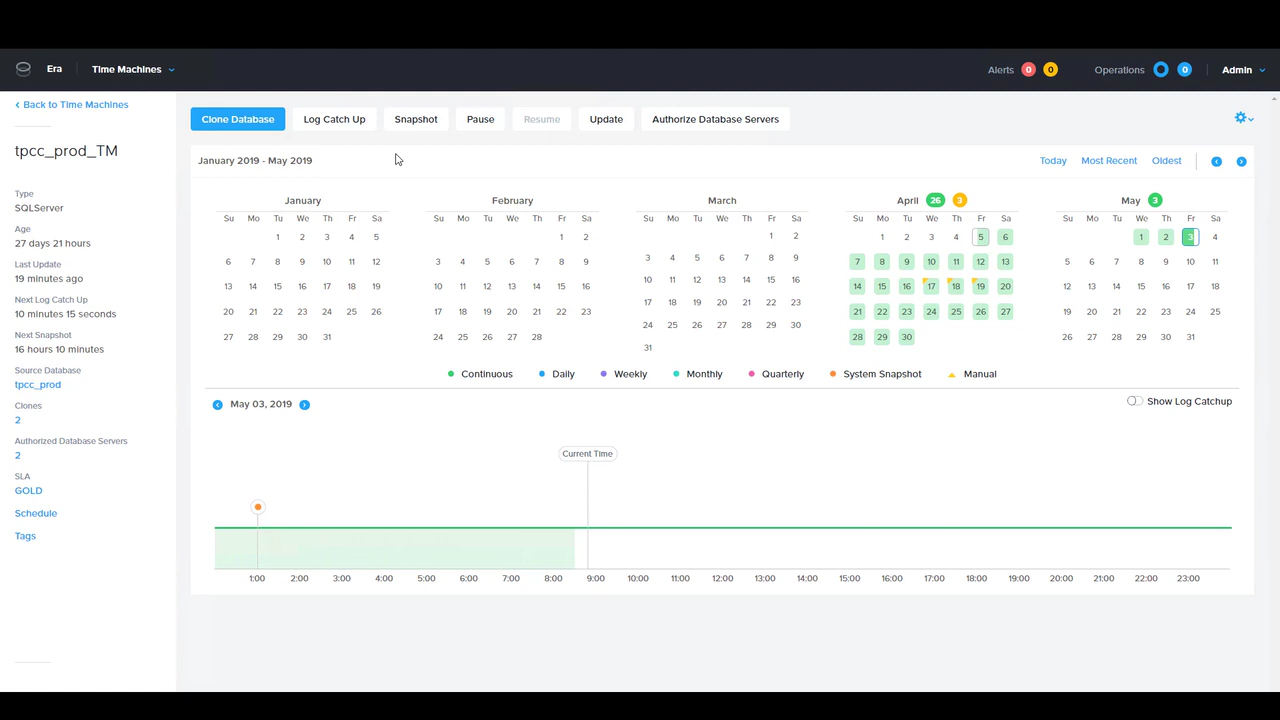 Era
Time Machines
Alerts 0 0
Operations 0
Admin
Back to Time Machines
tpcc_prod_TM
Type
SQLServer
Age
27 days 21 hours
Last Update
19 minutes ago
Next Log Catch Up
10 minutes 15 seconds
Next Snapshot
16 hours 10 minutes
Source Database
tpcc_prod
Clones
2
Authorized Database Servers
2
SLA
GOLD
Schedule
Tags
Clone Database
Log Catch Up
Snapshot
Pause
Resume
Update
Authorize Database Servers
January 2019 - May 2019
Today
Most Recent
Oldest
January
Su Mo Tu We Th Fr Sa
1 2 3 4 5
6 7 8 9 10 11 12
13 14 15 16 17 18 19
20 21 22 23 24 25 26
27 28 29 30 31
February
Su Mo Tu We Th Fr Sa
1 2
3 4 5 6 7 8 9
10 11 12 13 14 15 16
17 18 19 20 21 22 23
24 25 26 27 28
March
Su Mo Tu We Th Fr Sa
1 2
3 4 5 6 7 8 9
10 11 12 13 14 15 16
17 18 19 20 21 22 23
24 25 26 27 28 29 30
31
April 26 3
Su Mo Tu We Th Fr Sa
1 2 3 4 5 6
7 8 9 10 11 12 13
14 15 16 17 18 19 20
21 22 23 24 25 26 27
28 29 30
May 3
Su Mo Tu We Th Fr Sa
1 2 3 4
5 6 7 8 9 10 11
12 13 14 15 16 17 18
19 20 21 22 23 24 25
26 27 28 29 30 31
Continuous
Daily
Weekly
Monthly
Quarterly
System Snapshot
Manual
May 03, 2019
Show Log Catchup
Current Time
1:00 2:00 3:00 4:00 5:00 6:00 7:00 8:00 9:00 10:00 11:00 12:00 13:00 14:00 15:00 16:00 17:00 18:00 19:00 20:00 21:00 22:00 23:00